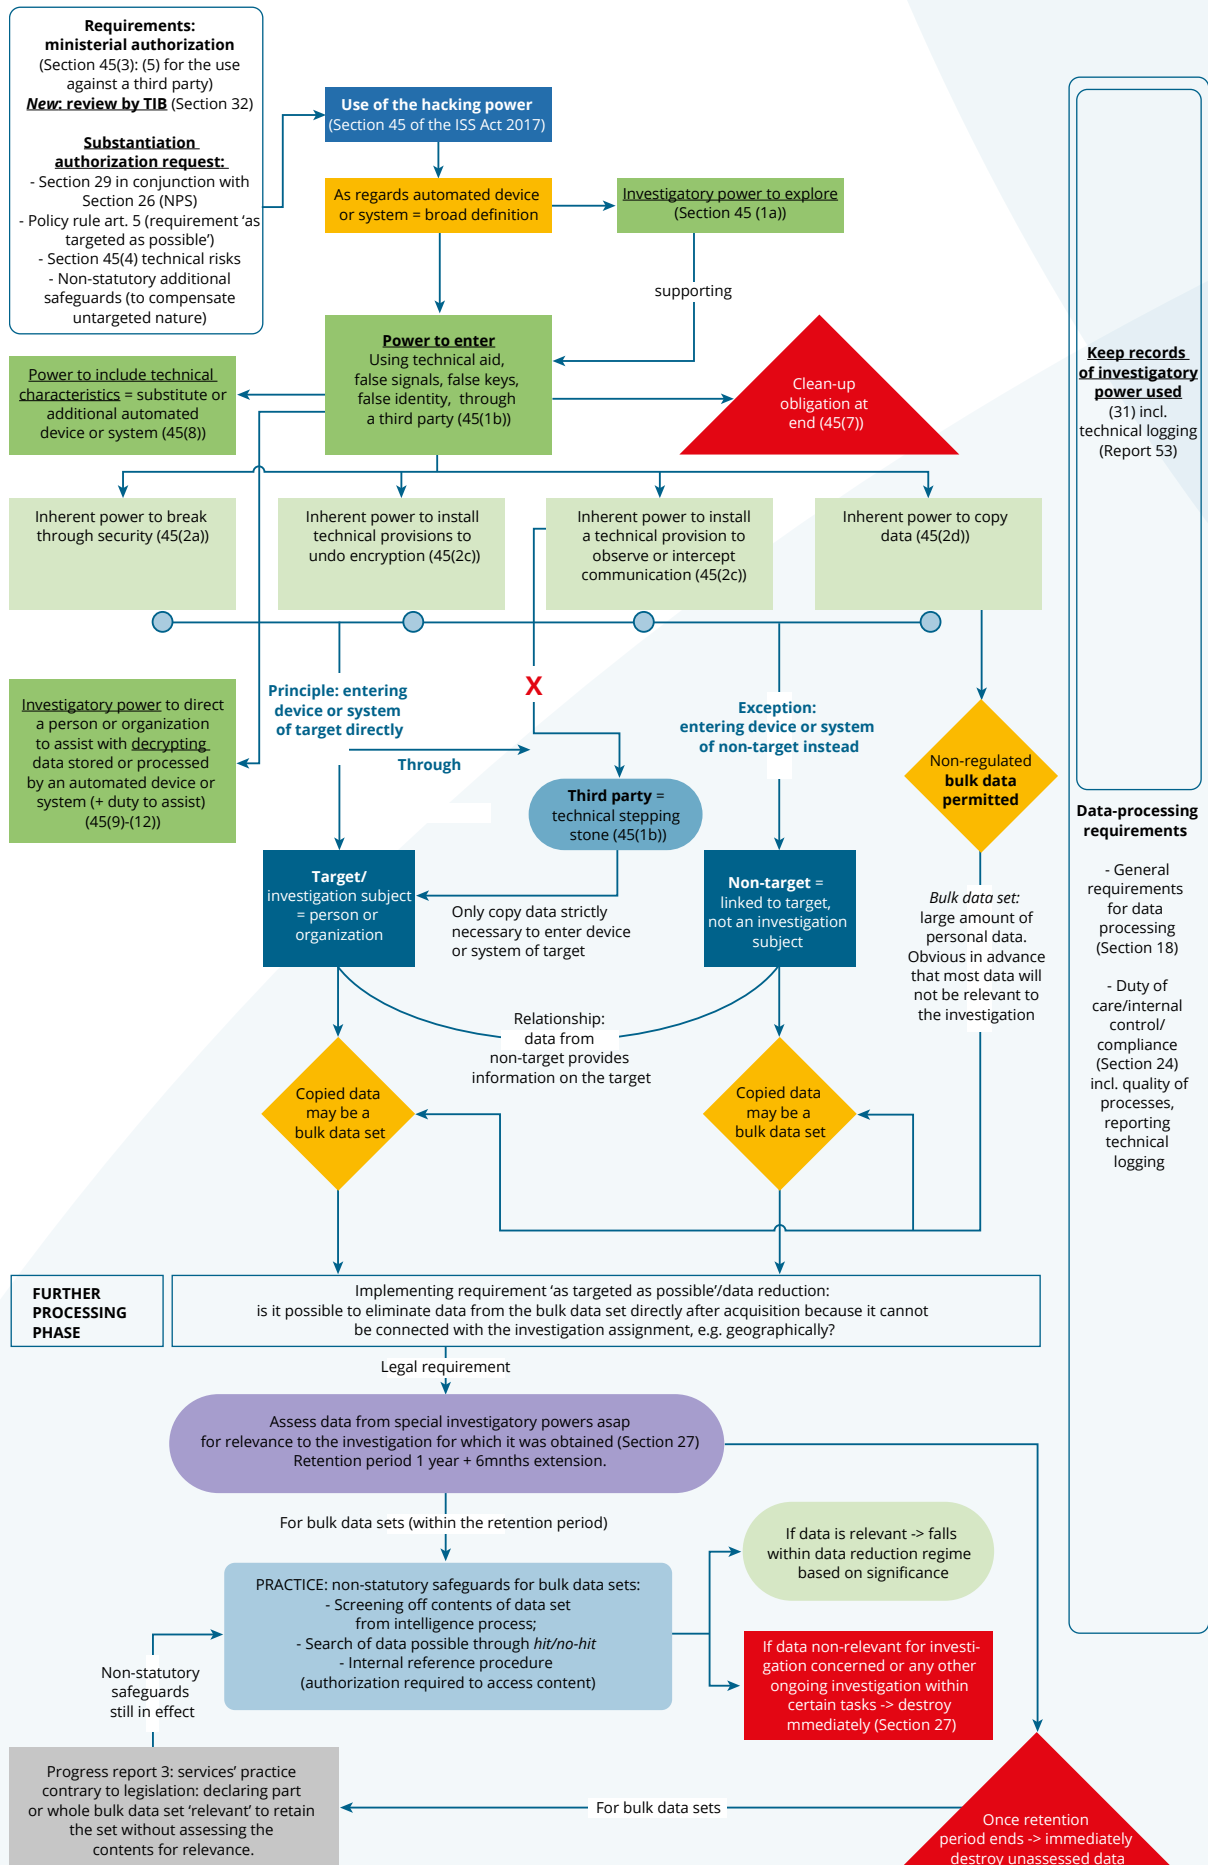 Requirements:
ministerial authorization
(Section 45(3): (5) for the use
against a third party)
New: review by TIB (Section 32)
Substantiation
authorization request:
- Section 29 in conjunction with
Section 26 (NPS)
- Policy rule art. 5 (requirement ‘as
targeted as possible’)
- Section 45(4) technical risks
- Non-statutory additional
safeguards (to compensate
untargeted nature)
Use of the hacking power
(Section 45 of the ISS Act 2017)
As regards automated device
or system = broad definition
Investigatory power to explore
(Section 45 (1a))
supporting
Power to enter
Using technical aid,
false signals, false keys,
false identity, through
a third party (45(1b))
Power to include technical
characteristics = substitute or
additional automated
device or system (45(8))
Clean-up
obligation at
end (45(7))
Keep records
of investigatory
power used
(31) incl.
technical logging
(Report 53)
Inherent power to break
through security (45(2a))
Inherent power to install
technical provisions to
undo encryption (45(2c))
Inherent power to install
a technical provision to
observe or intercept
communication (45(2c))
Inherent power to copy
data (45(2d))
Investigatory power to direct
a person or organization
to assist with decrypting
data stored or processed
by an automated device or
system (+ duty to assist)
(45(9)-(12))
Principle: entering
device or system
of target directly
X
Through
Exception:
entering device or system
of non-target instead
Third party =
technical stepping
stone (45(1b))
Non-regulated
bulk data
permitted
Data-processing
requirements
- General
requirements
for data
processing
(Section 18)
- Duty of
care/internal
control/
compliance
(Section 24)
incl. quality of
processes,
reporting
technical
logging
Target/
investigation subject
= person or
organization
Only copy data strictly
necessary to enter device
or system of target
Non-target =
linked to target,
not an investigation
subject
Bulk data set:
large amount of
personal data.
Obvious in advance
that most data will
not be relevant to
the investigation
Relationship:
data from
non-target provides
information on the target
Copied data
may be a
bulk data set
Copied data
may be a
bulk data set
FURTHER
PROCESSING
PHASE
Implementing requirement ‘as targeted as possible’/data reduction:
is it possible to eliminate data from the bulk data set directly after acquisition because it cannot
be connected with the investigation assignment, e.g. geographically?
Legal requirement
Assess data from special investigatory powers asap
for relevance to the investigation for which it was obtained (Section 27)
Retention period 1 year + 6mnths extension.
For bulk data sets (within the retention period)
PRACTICE: non-statutory safeguards for bulk data sets:
- Screening off contents of data set
from intelligence process;
- Search of data possible through hit/no-hit
- Internal reference procedure
(authorization required to access content)
If data is relevant -> falls
within data reduction regime
based on significance
If data non-relevant for investi-
gation concerned or any other
ongoing investigation within
certain tasks -> destroy
mmediately (Section 27)
Non-statutory
safeguards
still in effect
Progress report 3: services’ practice
contrary to legislation: declaring part
or whole bulk data set ‘relevant’ to retain
the set without assessing the
contents for relevance.
For bulk data sets
Once retention
period ends -> immediately
destroy unassessed data